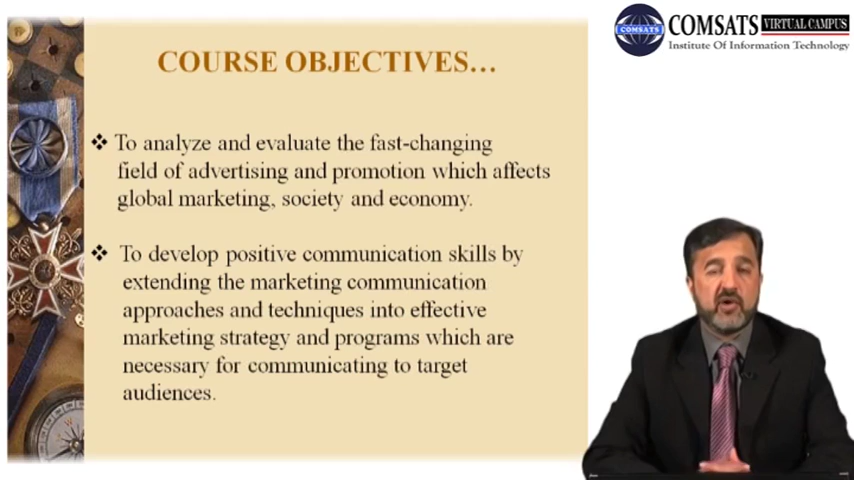 COMSATS VIRTUAL CAMPUS
COMSATS
Institute Of Information Technology
COURSE OBJECTIVES…
❖ To analyze and evaluate the fast-changing
field of advertising and promotion which affects
global marketing, society and economy.
❖ To develop positive communication skills by
extending the marketing communication
approaches and techniques into effective
marketing strategy and programs which are
necessary for communicating to target
audiences.